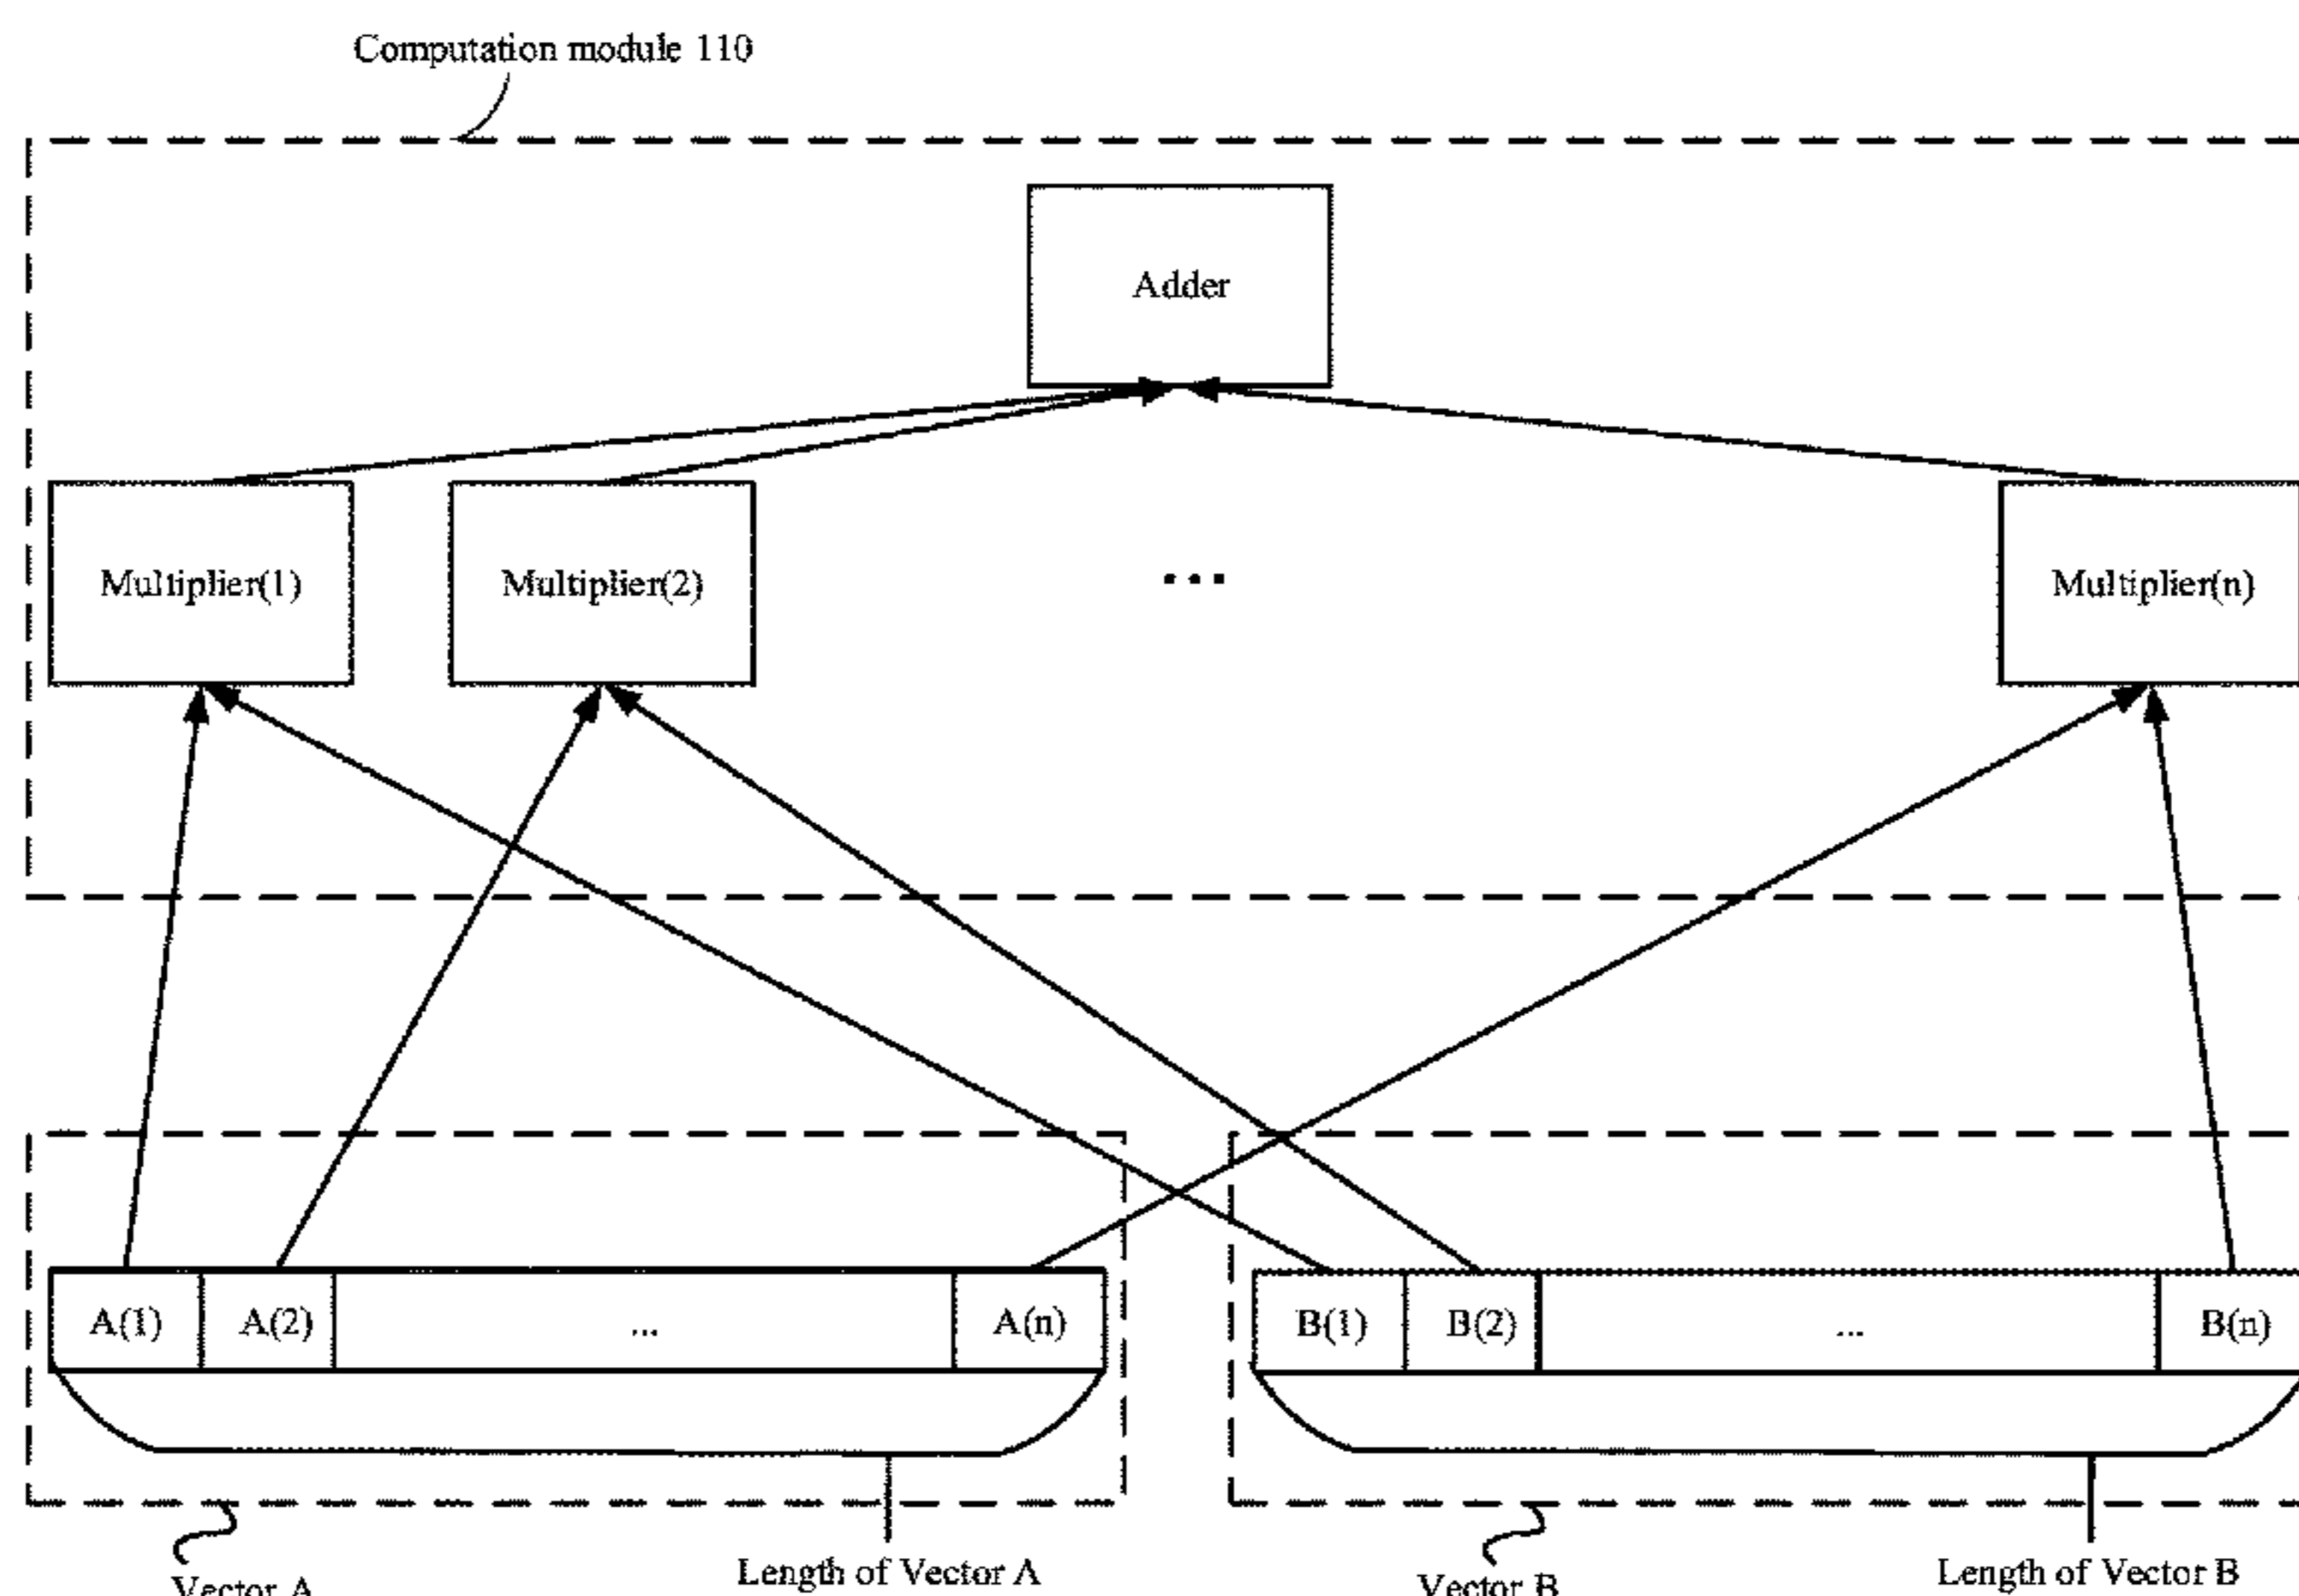 Computation module 110
Adder
Multiplier(1) Multiplier(2) ... Multiplier(n)
A(1) A(2) ... A(n) B(1) B(2) ... B(n)
Length of Vector A Length of Vector B
Vector A Vector B